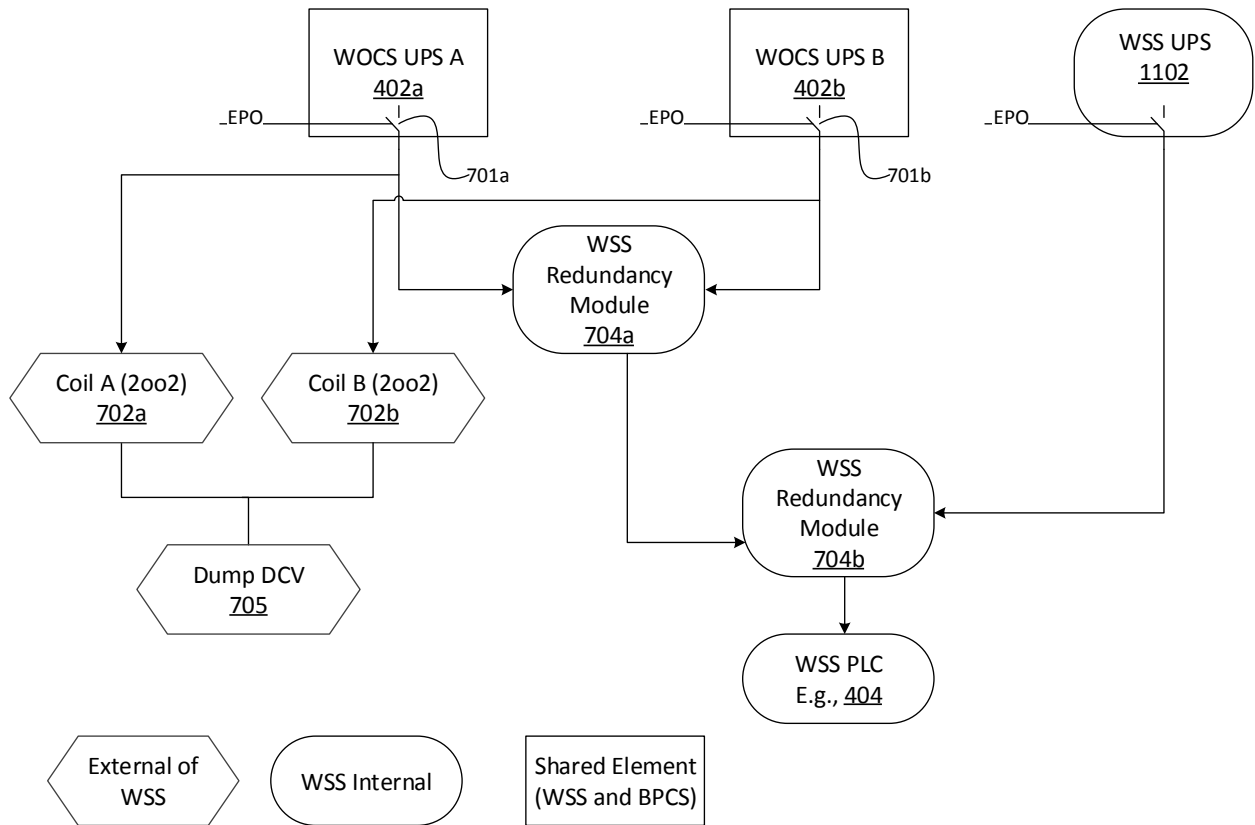 WOCS UPS A
402a
WOCS UPS B
402b
WSS UPS
1102
_EPO
_EPO
_EPO
701a
701b
WSS
Redundancy
Module
704a
Coil A (2oo2)
702a
Coil B (2oo2)
702b
WSS
Redundancy
Module
704b
Dump DCV
705
WSS PLC
E.g., 404
External of
WSS
WSS Internal
Shared Element
(WSS and BPCS)